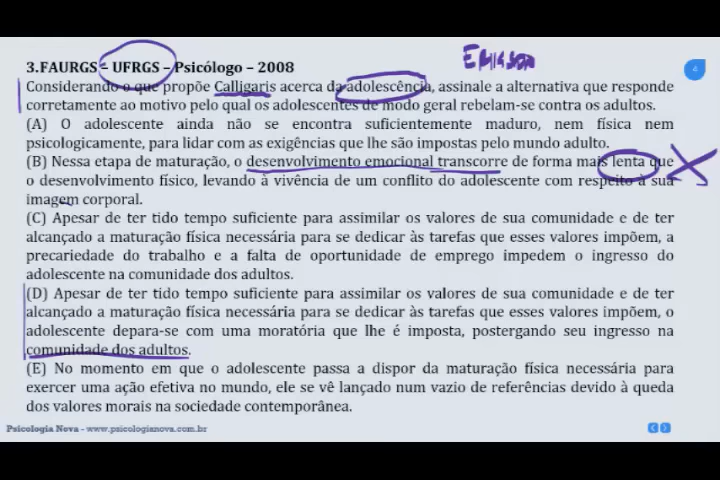 Erikson
3.FAURGS – UFRGS – Psicólogo – 2008
4
Considerando o que propõe Calligaris acerca da adolescência, assinale a alternativa que responde
corretamente ao motivo pelo qual os adolescentes de modo geral rebelam-se contra os adultos.
(A) O adolescente ainda não se encontra suficientemente maduro, nem física nem
psicologicamente, para lidar com as exigências que lhe são impostas pelo mundo adulto.
(B) Nessa etapa de maturação, o desenvolvimento emocional transcorre de forma mais lenta que
o desenvolvimento físico, levando à vivência de um conflito do adolescente com respeito à sua
imagem corporal.
(C) Apesar de ter tido tempo suficiente para assimilar os valores de sua comunidade e de ter
alcançado a maturação física necessária para se dedicar às tarefas que esses valores impõem, a
precariedade do trabalho e a falta de oportunidade de emprego impedem o ingresso do
adolescente na comunidade dos adultos.
(D) Apesar de ter tido tempo suficiente para assimilar os valores de sua comunidade e de ter
alcançado a maturação física necessária para se dedicar às tarefas que esses valores impõem, o
adolescente depara-se com uma moratória que lhe é imposta, postergando seu ingresso na
comunidade dos adultos.
(E) No momento em que o adolescente passa a dispor da maturação física necessária para
exercer uma ação efetiva no mundo, ele se vê lançado num vazio de referências devido à queda
dos valores morais na sociedade contemporânea.
Psicologia Nova - www.psicologianova.com.br